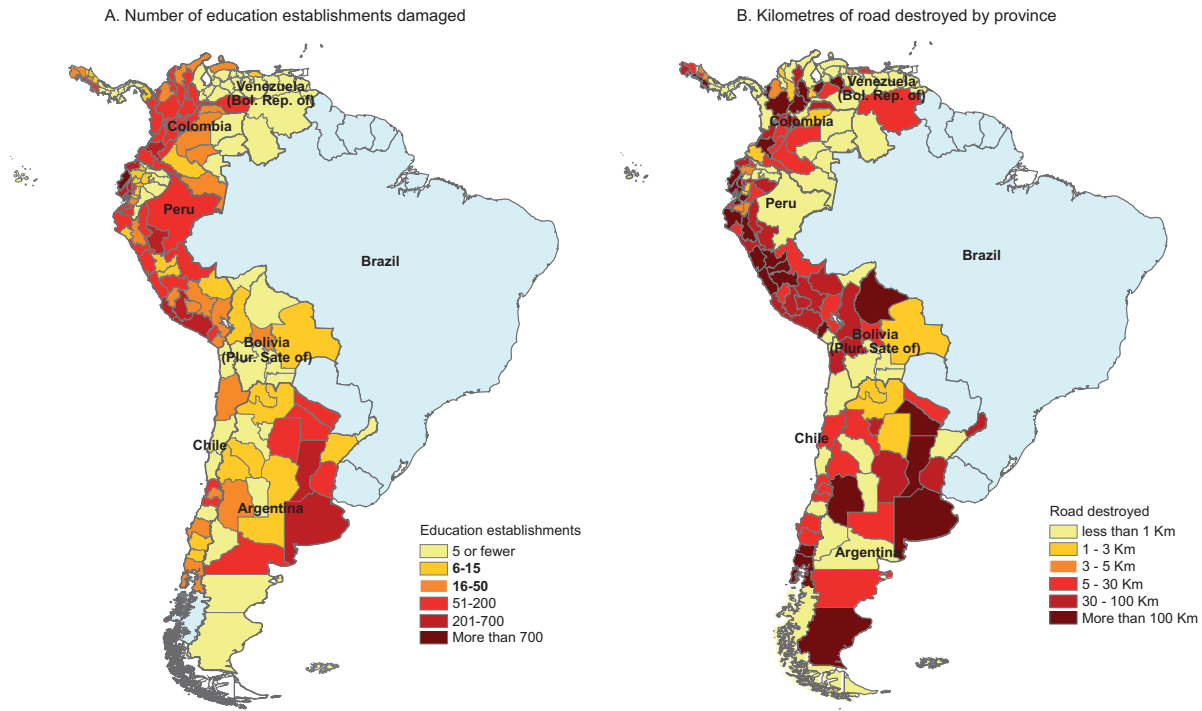 A. Number of education establishments damaged
Venezuela
(Bol. Rep. of)
Colombia
Peru
Brazil
Bolivia
(Plur. Sate of)
Chile
Argentina
Education establishments
5 or fewer
6-15
16-50
51-200
201-700
More than 700
B. Kilometres of road destroyed by province
Venezuela
(Bol. Rep. of)
Colombia
Peru
Brazil
Bolivia
(Plur. Sate of)
Chile
Argentina
Road destroyed
less than 1 Km
1 - 3 Km
3 - 5 Km
5 - 30 Km
30 - 100 Km
More than 100 Km